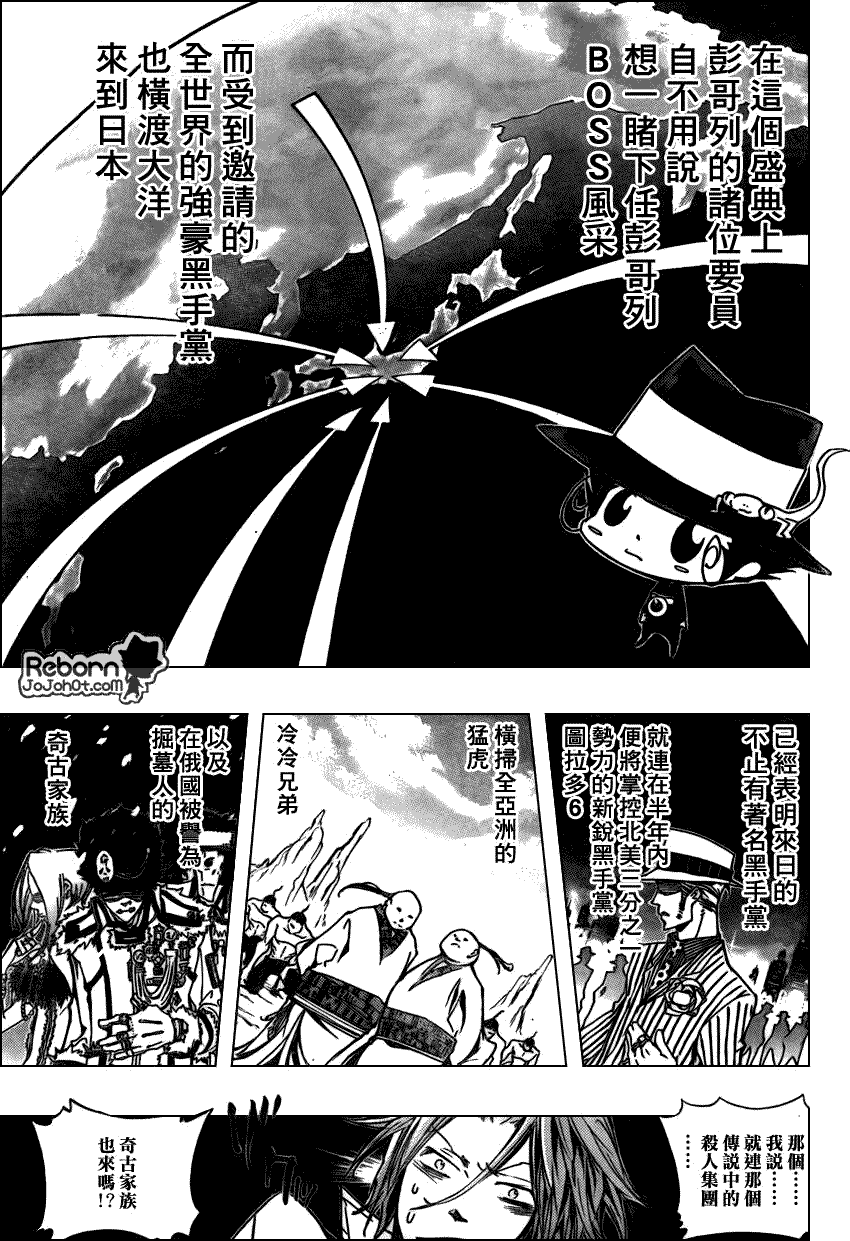 在這個盛典上
彭哥列的諸位要員
自不用說
想一睹下任彭哥列
BOSS風采
而受到邀請的
全世界的強豪黑手黨
也橫渡大洋
來到日本
Reborn
JoJohot.com
已經表明來日的
不止有著名黑手黨
就連在半年內
便將掌控北美三分之一
勢力的新銳黑手黨
圖拉多6
橫掃全亞洲的
猛虎
冷冷兄弟
以及
在俄國被譽為
掘墓人的
奇古家族
那個……
我說……
就連那個
傳說中的
殺人集團
……
奇古家族
也來嗎!?